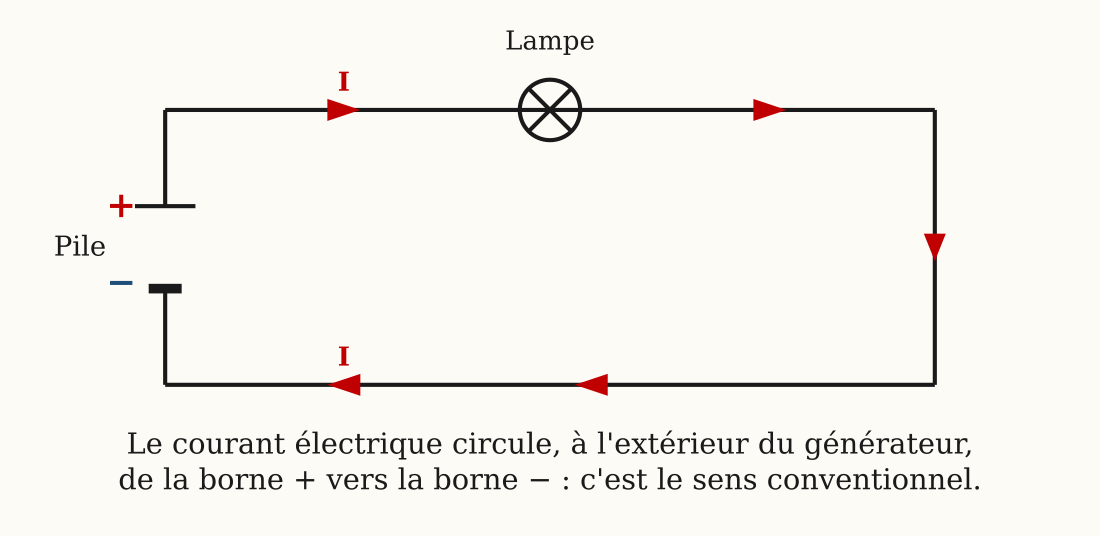 Lampe
I
+
Pile
−
I
Le courant électrique circule, à l'extérieur du générateur,
de la borne + vers la borne − : c'est le sens conventionnel.